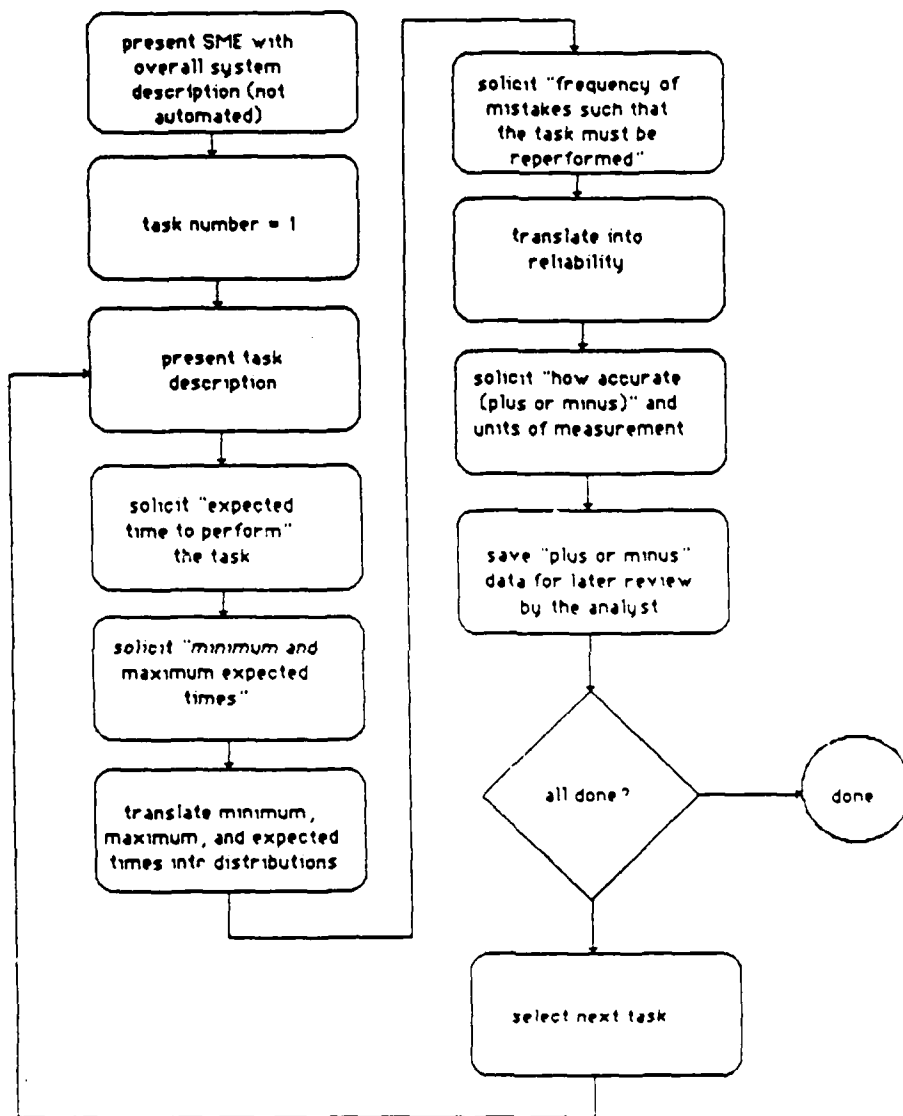 present SME with
overall system
description (not
automated)
task number = 1
present task
description
solicit "expected
time to perform"
the task
solicit "minimum and
maximum expected
times"
translate minimum,
maximum, and expected
times into distributions
solicit "frequency of
mistakes such that
the task must be
reperformed"
translate into
reliability
solicit "how accurate
(plus or minus)" and
units of measurement
save "plus or minus"
data for later review
by the analyst
all done?
done
select next task